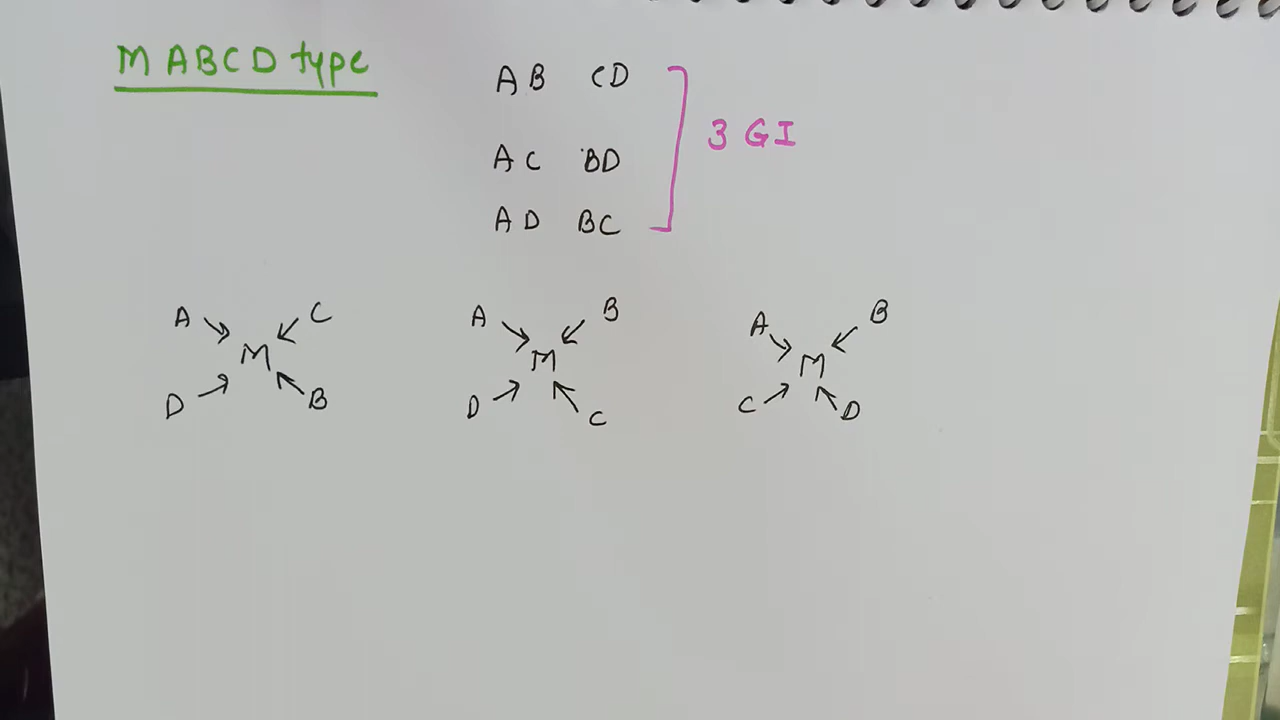 M ABCD type
AB CD
AC BD
AD BC
3 GI
A C
M
D B
A B
M
D C
A B
M
C D